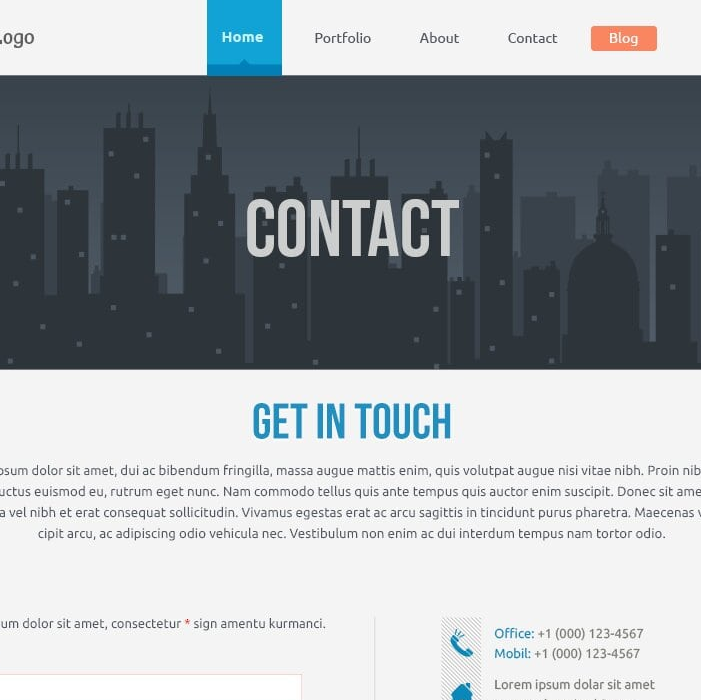 Logo
Home
Portfolio
About
Contact
Blog
CONTACT
GET IN TOUCH
psum dolor sit amet, dui ac bibendum fringilla, massa augue mattis enim, quis volutpat augue nisi vitae nibh. Proin nib
uctus euismod eu, rutrum eget nunc. Nam commodo tellus quis ante tempus quis auctor enim suscipit. Donec sit ame
a vel nibh et erat consequat sollicitudin. Vivamus egestas erat ac arcu sagittis in tincidunt purus pharetra. Maecenas v
cipit arcu, ac adipiscing odio vehicula nec. Vestibulum non enim ac dui interdum tempus nam tortor odio.
um dolor sit amet, consectetur * sign amentu kurmanci.
Office: +1 (000) 123-4567
Mobil: +1 (000) 123-4567
Lorem ipsum dolar sit amet